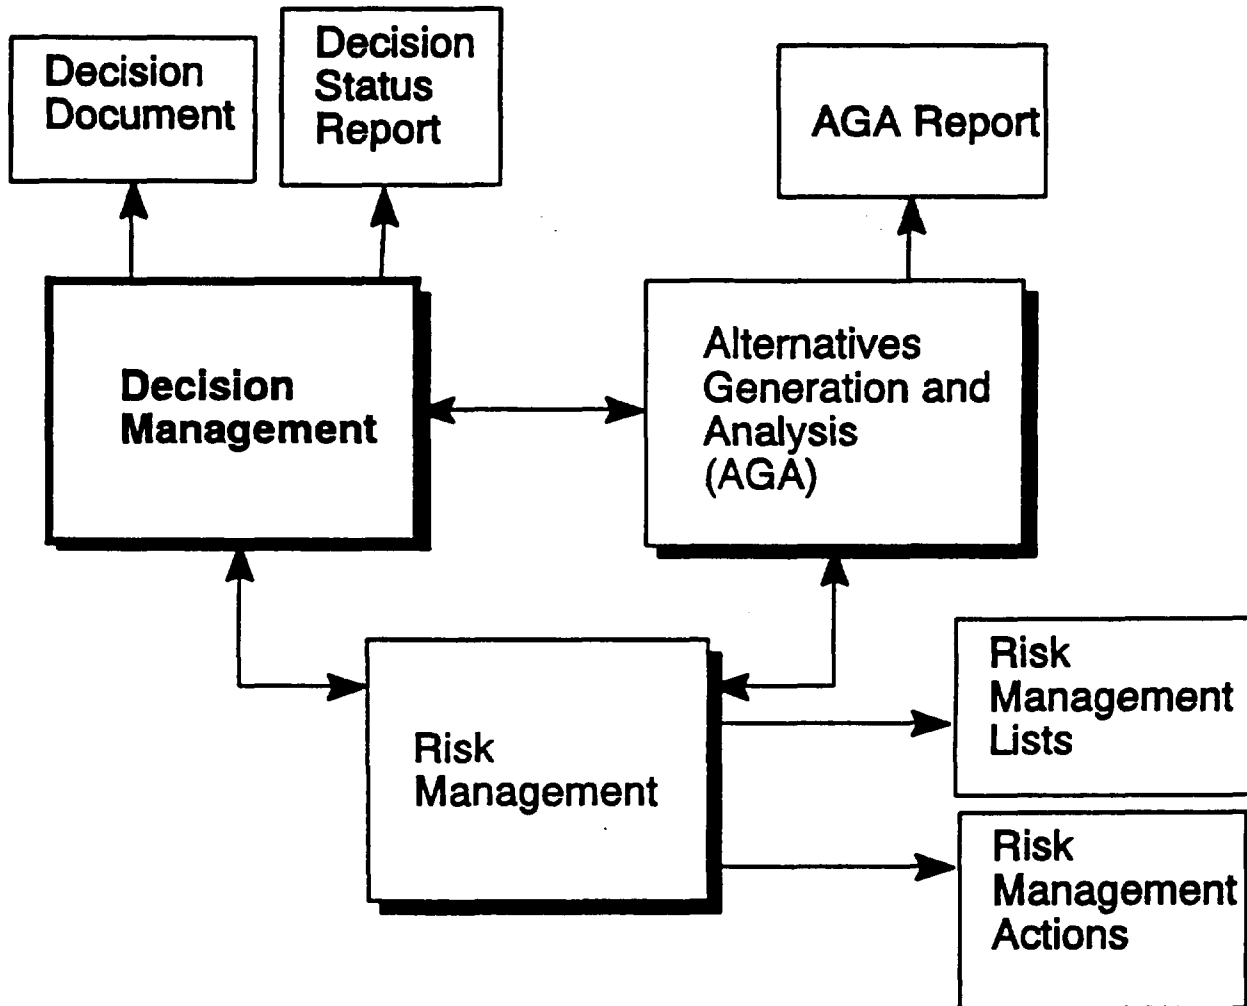 Decision
Document
Decision
Status
Report
AGA Report
Decision
Management
Alternatives
Generation and
Analysis
(AGA)
Risk
Management
Risk
Management
Lists
Risk
Management
Actions